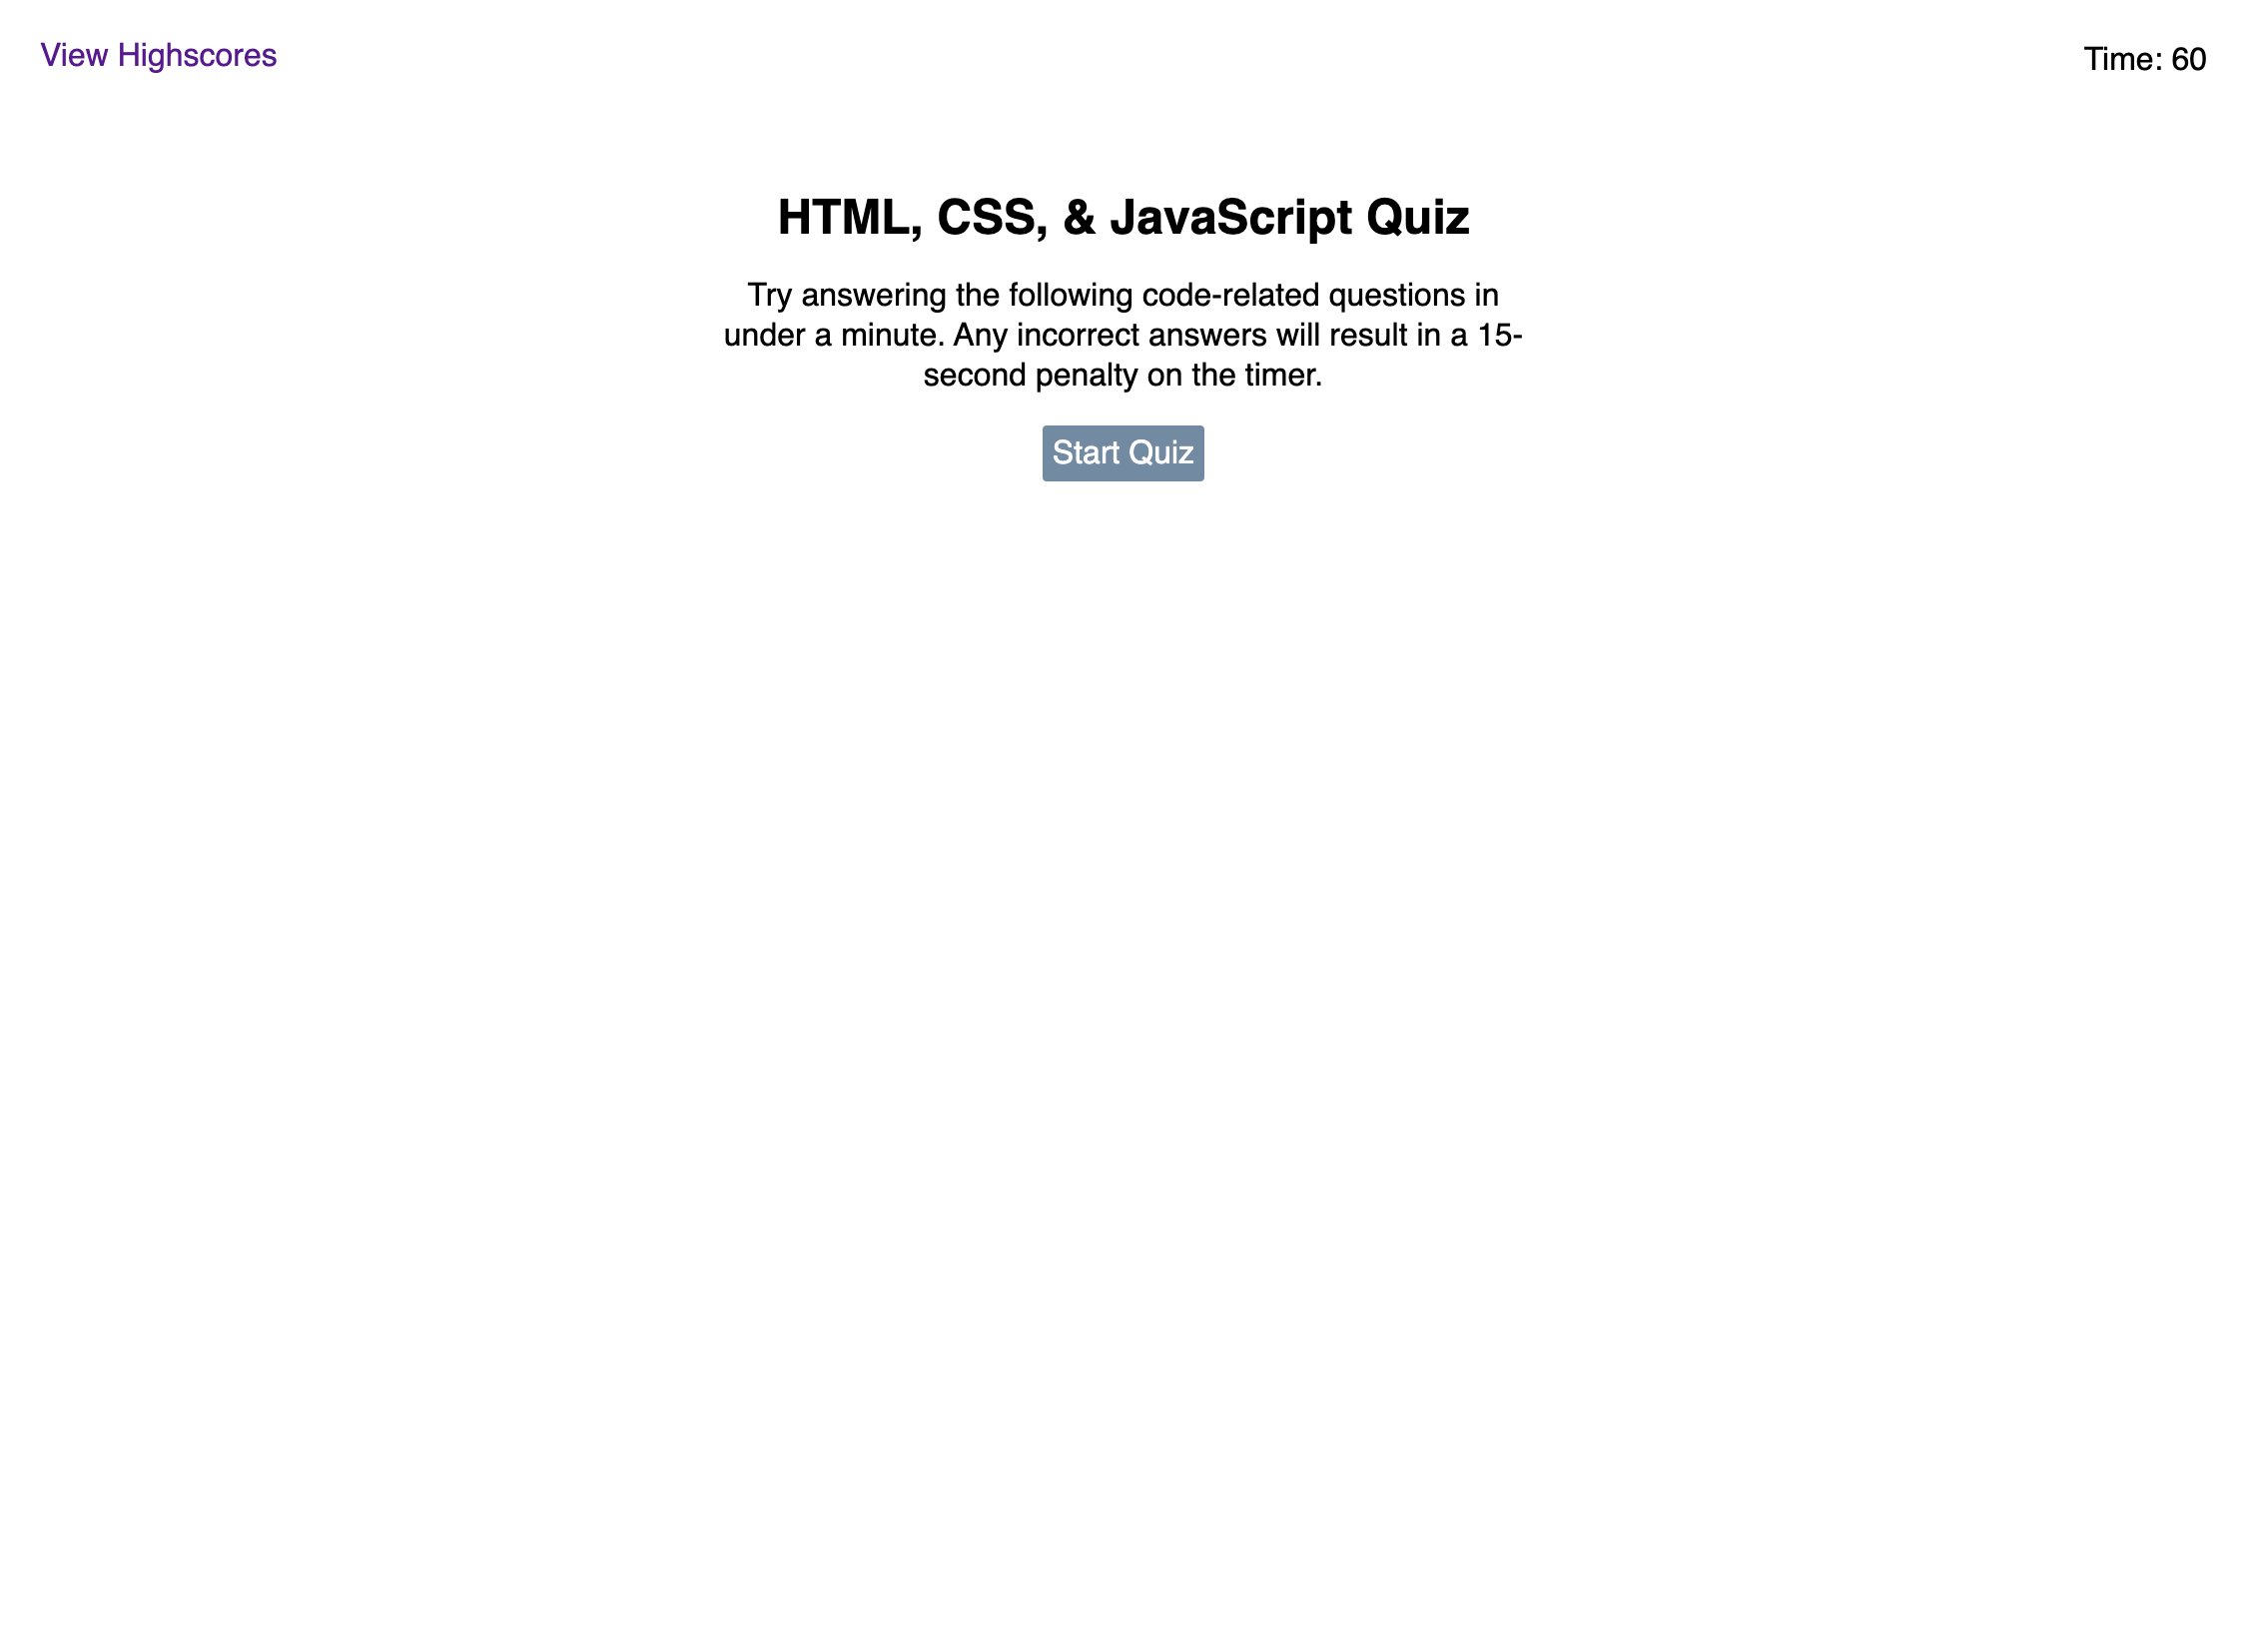 View Highscores
Time: 60
HTML, CSS, & JavaScript Quiz
Try answering the following code-related questions in
under a minute. Any incorrect answers will result in a 15-
second penalty on the timer.
Start Quiz